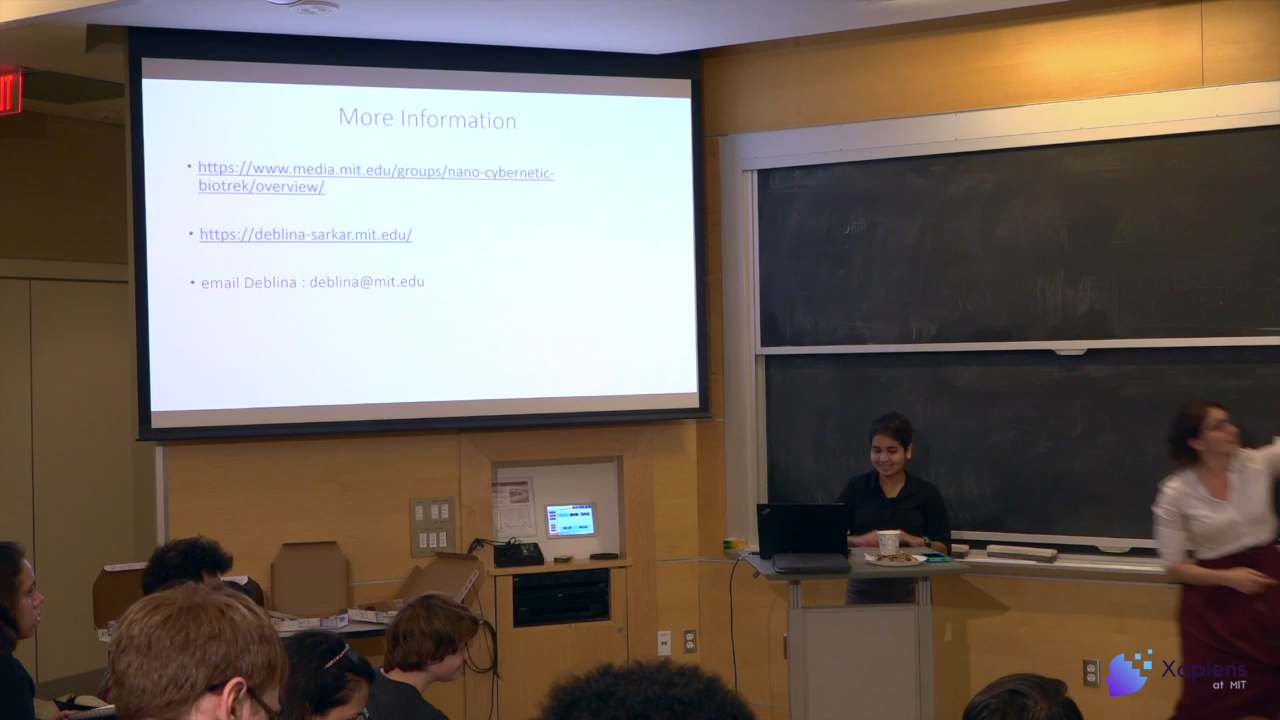 More Information
• https://www.media.mit.edu/groups/nano-cybernetic-
biotrek/overview/
• https://deblina-sarkar.mit.edu/
• email Deblina : deblina@mit.edu
Xapiens
at MIT